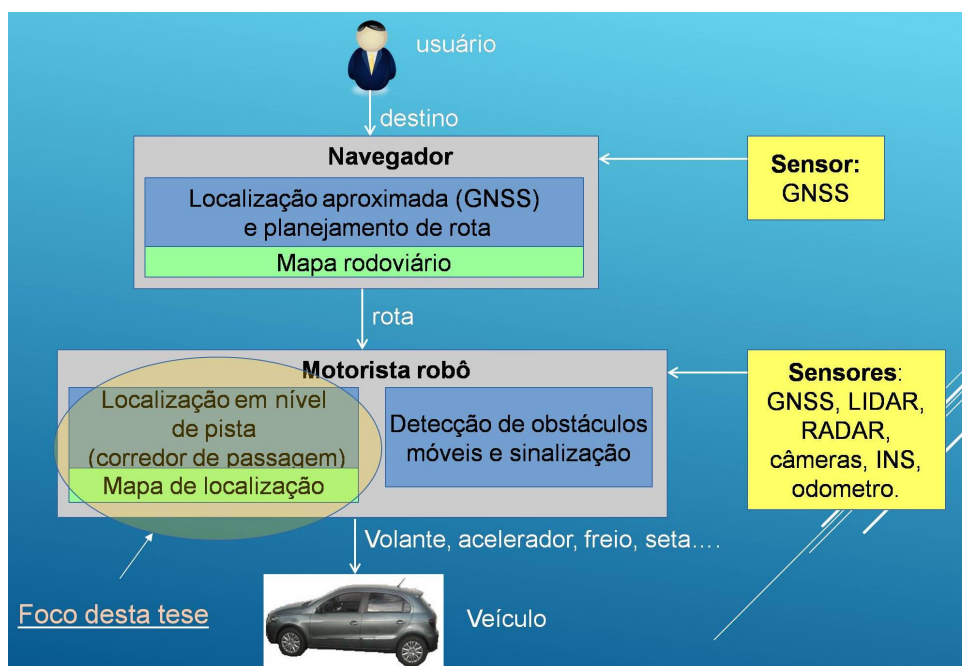 usuário
destino
Navegador
Localização aproximada (GNSS)
e planejamento de rota
Mapa rodoviário
Sensor:
GNSS
rota
Motorista robô
Localização em nível
de pista
(corredor de passagem)
Mapa de localização
Detecção de obstáculos
móveis e sinalização
Sensores:
GNSS, LIDAR,
RADAR,
câmeras, INS,
odometro.
Volante, acelerador, freio, seta….
Foco desta tese
Veículo